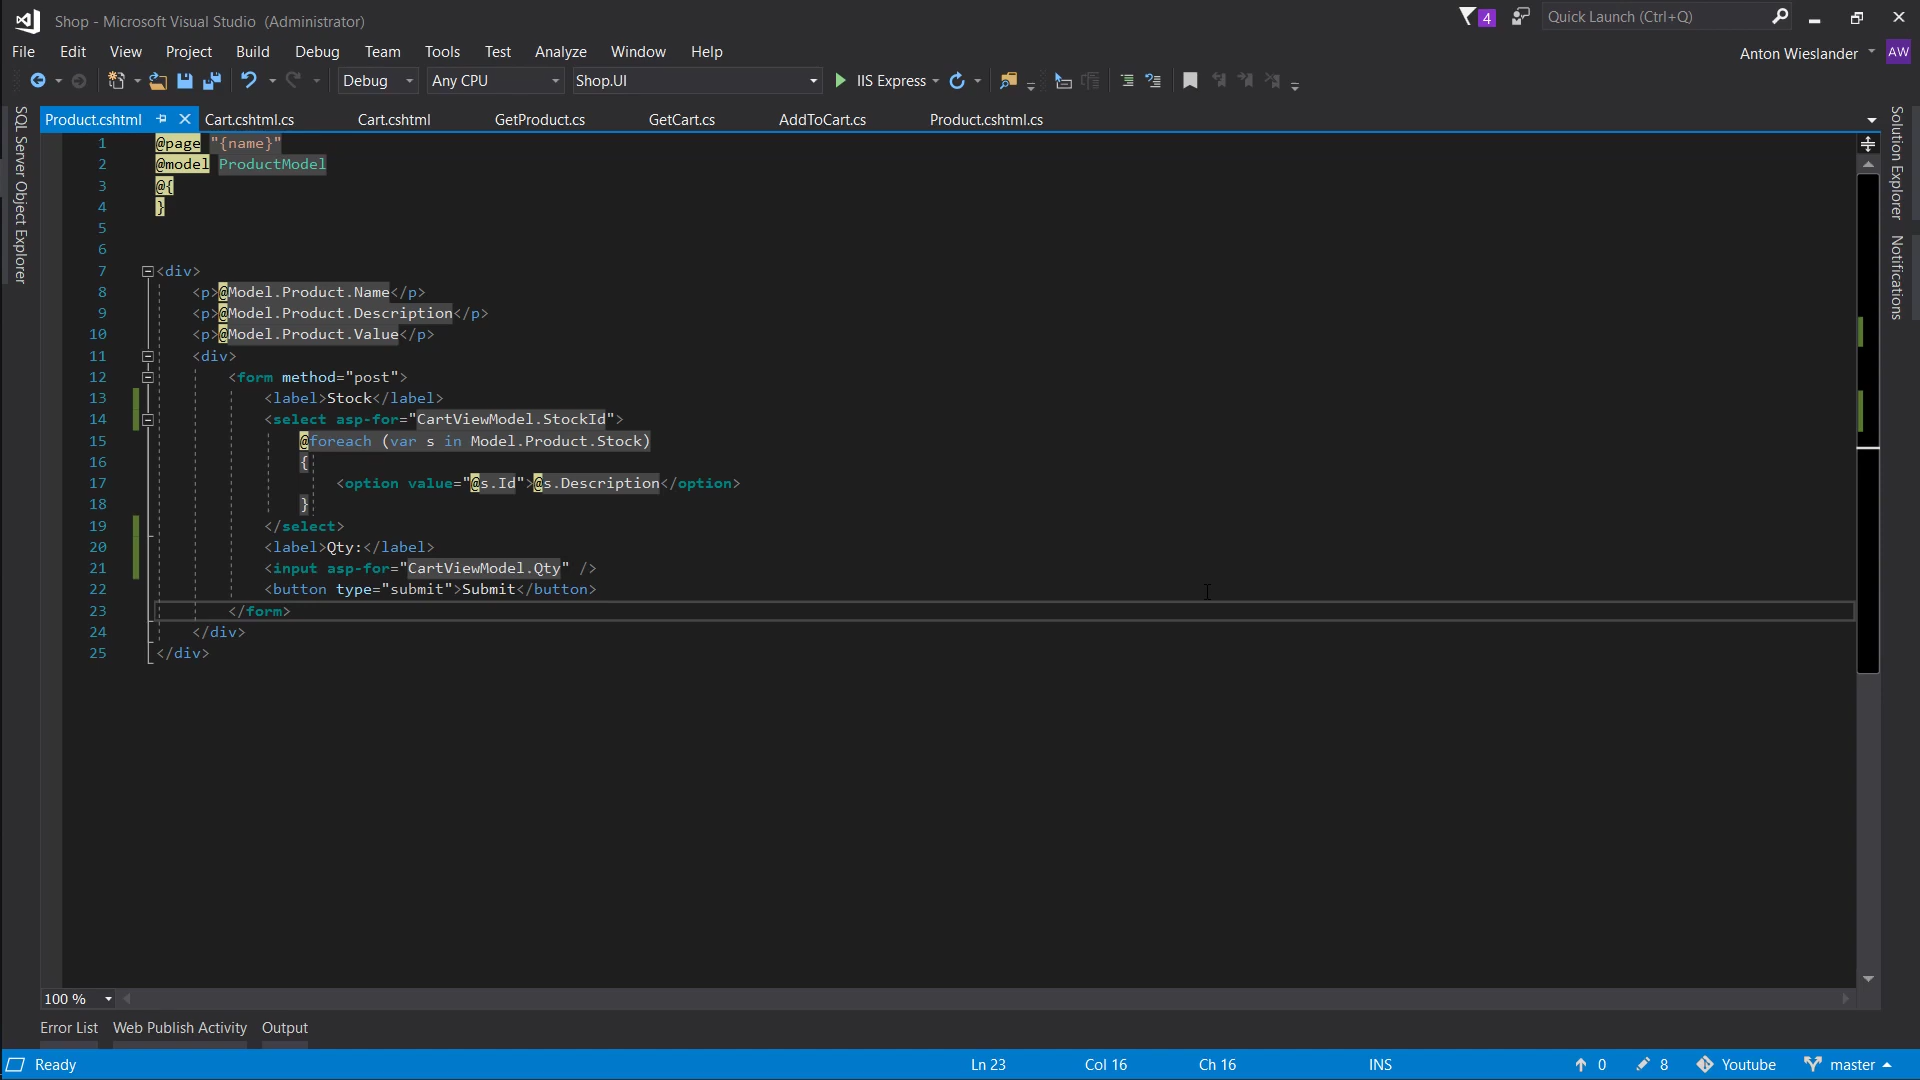 Shop - Microsoft Visual Studio (Administrator)
4
Quick Launch (Ctrl+Q)
File Edit View Project Build Debug Team Tools Test Analyze Window Help
Anton Wieslander AW
Debug Any CPU Shop.UI IIS Express
SQL Server Object Explorer
Product.cshtml Cart.cshtml.cs Cart.cshtml GetProduct.cs GetCart.cs AddToCart.cs Product.cshtml.cs
Solution Explorer
Notifications
1 @page "{name}"
2 @model ProductModel
3 @{
4 }
5
6
7 <div>
8 <p>@Model.Product.Name</p>
9 <p>@Model.Product.Description</p>
10 <p>@Model.Product.Value</p>
11 <div>
12 <form method="post">
13 <label>Stock</label>
14 <select asp-for="CartViewModel.StockId">
15 @foreach (var s in Model.Product.Stock)
16 {
17 <option value="@s.Id">@s.Description</option>
18 }
19 </select>
20 <label>Qty:</label>
21 <input asp-for="CartViewModel.Qty" />
22 <button type="submit">Submit</button>
23 </form>
24 </div>
25 </div>
100 %
Error List Web Publish Activity Output
Ready Ln 23 Col 16 Ch 16 INS 0 8 Youtube master